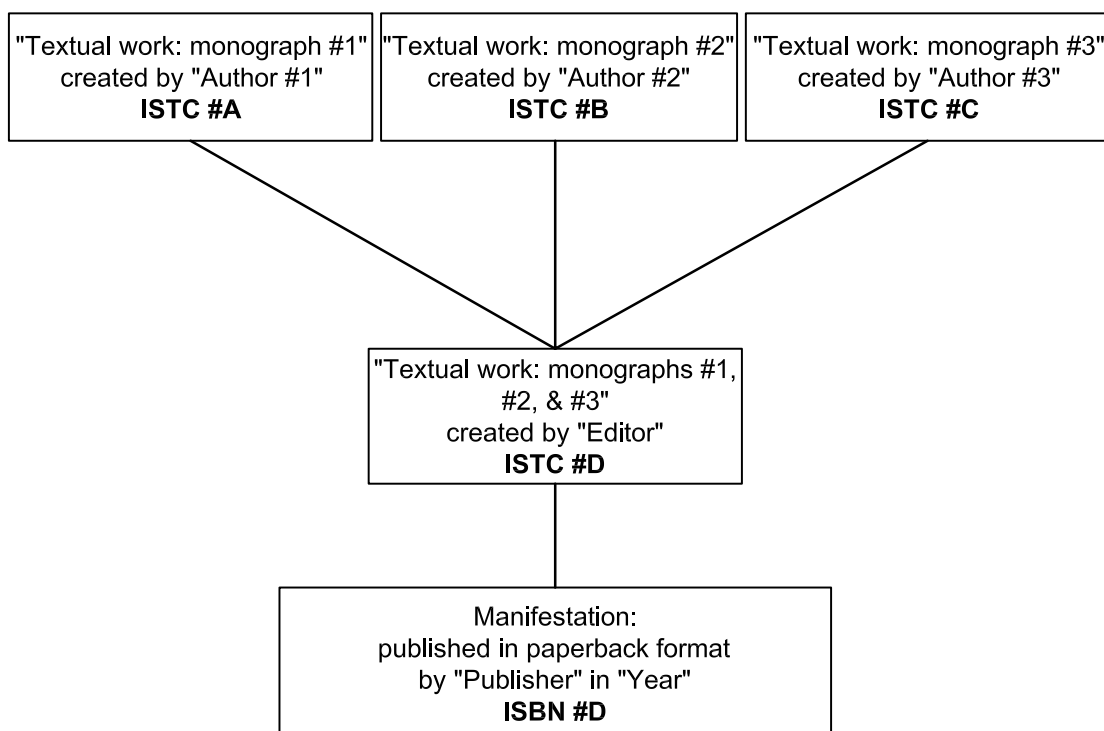 "Textual work: monograph #1"
created by "Author #1"
ISTC #A
"Textual work: monograph #2"
created by "Author #2"
ISTC #B
"Textual work: monograph #3"
created by "Author #3"
ISTC #C
"Textual work: monographs #1,
#2, & #3"
created by "Editor"
ISTC #D
Manifestation:
published in paperback format
by "Publisher" in "Year"
ISBN #D